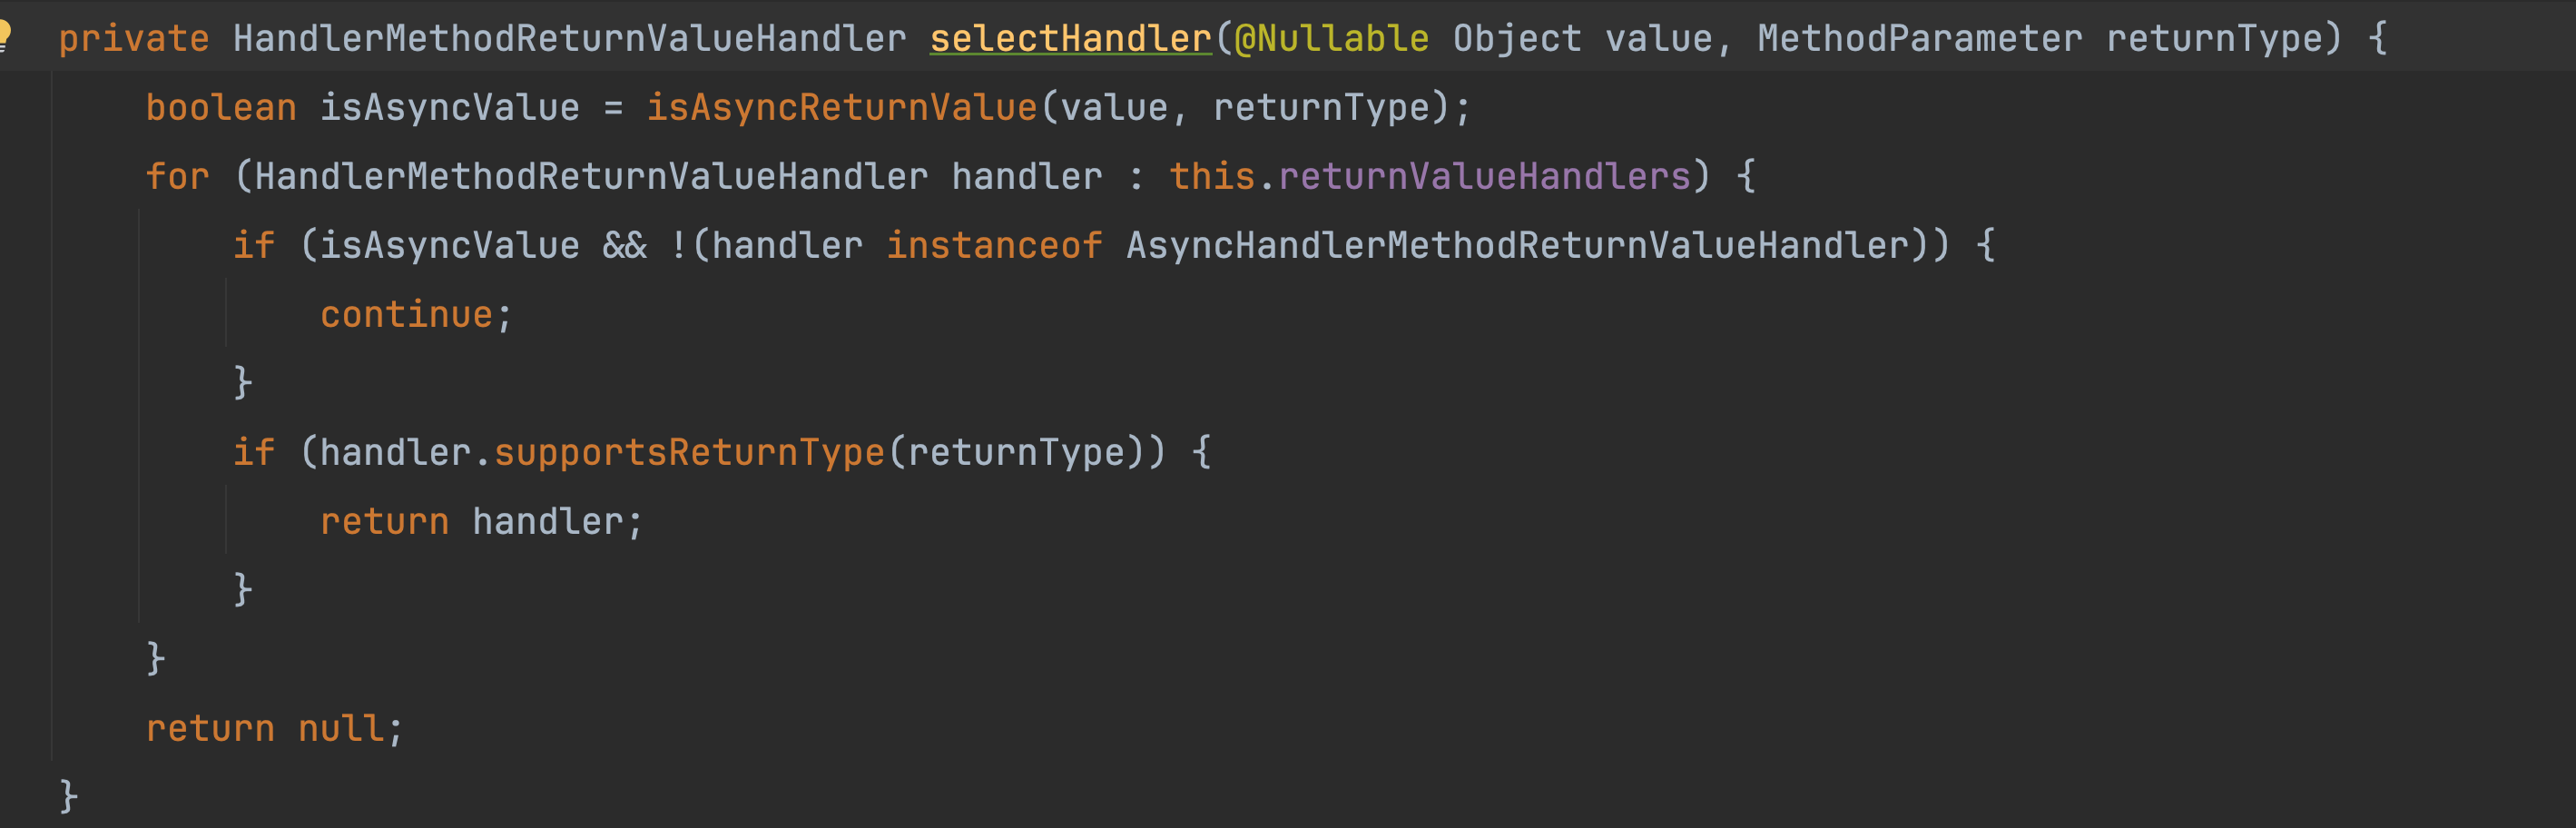 private HandlerMethodReturnValueHandler selectHandler(@Nullable Object value, MethodParameter returnType) {
    boolean isAsyncValue = isAsyncReturnValue(value, returnType);
    for (HandlerMethodReturnValueHandler handler : this.returnValueHandlers) {
        if (isAsyncValue && !(handler instanceof AsyncHandlerMethodReturnValueHandler)) {
            continue;
        }
        if (handler.supportsReturnType(returnType)) {
            return handler;
        }
    }
    return null;
}